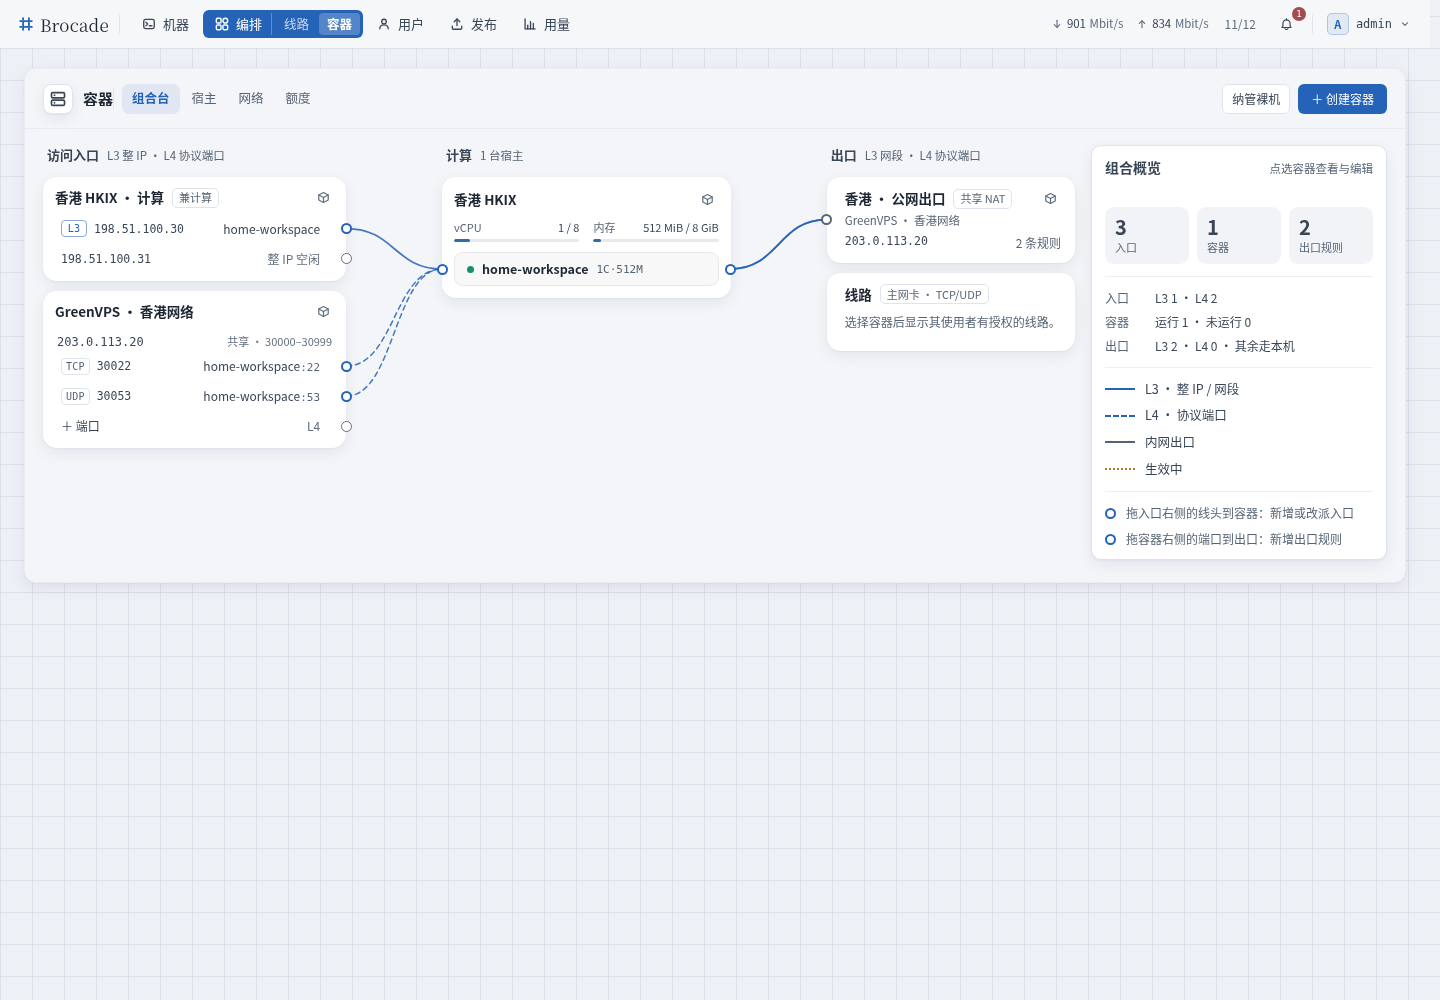 Brocade 机器 编排 线路 容器 用户 发布 用量 ↓ 901 Mbit/s ↑ 834 Mbit/s 11/12 1 A admin
容器 组合台 宿主 网络 额度 纳管裸机 ＋ 创建容器
访问入口 L3 整 IP · L4 协议端口
香港 HKIX · 计算 兼计算
L3 198.51.100.30 home-workspace
198.51.100.31 整 IP 空闲
GreenVPS · 香港网络
203.0.113.20 共享 · 30000–30999
TCP 30022 home-workspace:22
UDP 30053 home-workspace:53
＋ 端口 L4
计算 1 台宿主
香港 HKIX
vCPU 1 / 8 内存 512 MiB / 8 GiB
home-workspace 1C·512M
出口 L3 网段 · L4 协议端口
香港 · 公网出口 共享 NAT
GreenVPS · 香港网络
203.0.113.20 2 条规则
线路 主网卡 · TCP/UDP
选择容器后显示其使用者有授权的线路。
组合概览 点选容器查看与编辑
3 1 2
入口 容器 出口规则
入口 L3 1 · L4 2
容器 运行 1 · 未运行 0
出口 L3 2 · L4 0 · 其余走本机
L3 · 整 IP / 网段
L4 · 协议端口
内网出口
生效中
拖入口右侧的线头到容器：新增或改派入口
拖容器右侧的端口到出口：新增出口规则